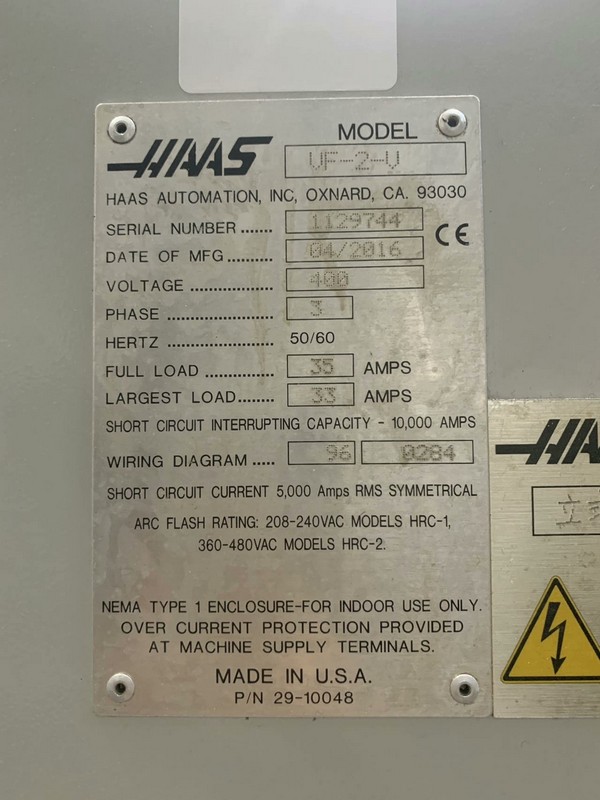 MODEL
HAAS VF-2-V
HAAS AUTOMATION, INC, OXNARD, CA. 93030
SERIAL NUMBER ....... 1129744
CE
DATE OF MFG.......... 04/2016
VOLTAGE ................. 400
PHASE ...................... 3
HERTZ ...................... 50/60
FULL LOAD .............. 35 AMPS
LARGEST LOAD........ 33 AMPS
SHORT CIRCUIT INTERRUPTING CAPACITY - 10,000 AMPS
WIRING DIAGRAM ..... 96 0284
SHORT CIRCUIT CURRENT 5,000 Amps RMS SYMMETRICAL
ARC FLASH RATING: 208-240VAC MODELS HRC-1,
360-480VAC MODELS HRC-2.
NEMA TYPE 1 ENCLOSURE-FOR INDOOR USE ONLY.
OVER CURRENT PROTECTION PROVIDED
AT MACHINE SUPPLY TERMINALS.
MADE IN U.S.A.
P/N 29-10048
HA
立式